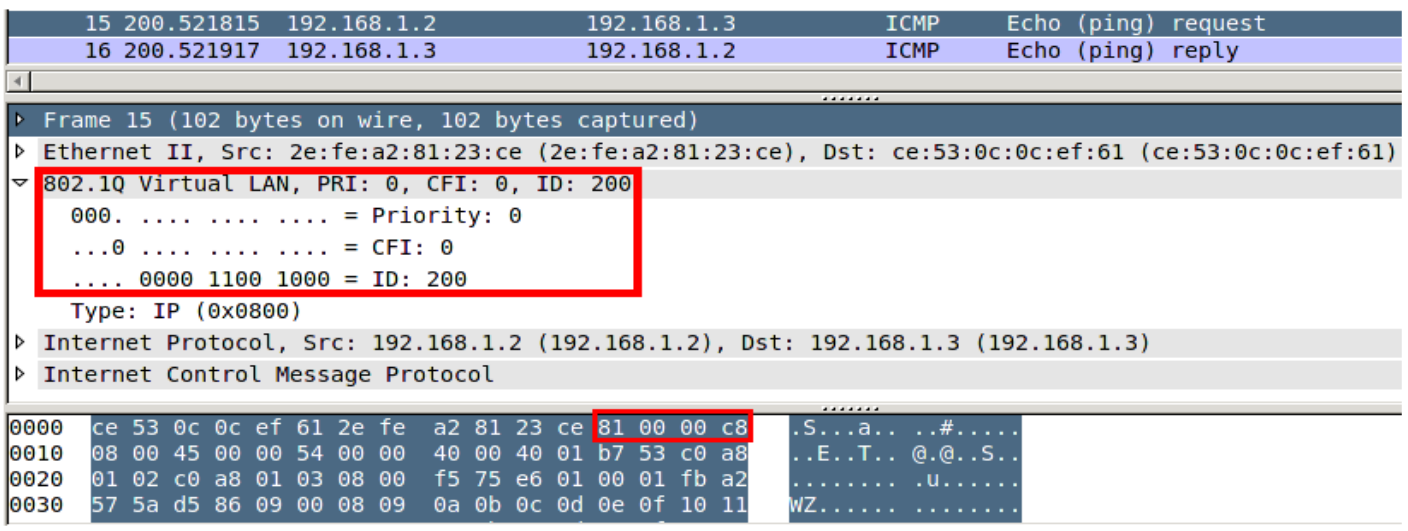 15 200.521815 192.168.1.2 192.168.1.3 ICMP Echo (ping) request
16 200.521917 192.168.1.3 192.168.1.2 ICMP Echo (ping) reply
Frame 15 (102 bytes on wire, 102 bytes captured)
Ethernet II, Src: 2e:fe:a2:81:23:ce (2e:fe:a2:81:23:ce), Dst: ce:53:0c:0c:ef:61 (ce:53:0c:0c:ef:61)
802.1Q Virtual LAN, PRI: 0, CFI: 0, ID: 200
000. .... .... .... = Priority: 0
...0 .... .... .... = CFI: 0
.... 0000 1100 1000 = ID: 200
Type: IP (0x0800)
Internet Protocol, Src: 192.168.1.2 (192.168.1.2), Dst: 192.168.1.3 (192.168.1.3)
Internet Control Message Protocol
0000 ce 53 0c 0c ef 61 2e fe a2 81 23 ce 81 00 00 c8 .S...a.. ..#.....
0010 08 00 45 00 00 54 00 00 40 00 40 01 b7 53 c0 a8 ..E..T.. @.@..S..
0020 01 02 c0 a8 01 03 08 00 f5 75 e6 01 00 01 fb a2 ........ .u......
0030 57 5a d5 86 09 00 08 09 0a 0b 0c 0d 0e 0f 10 11 WZ...... ........